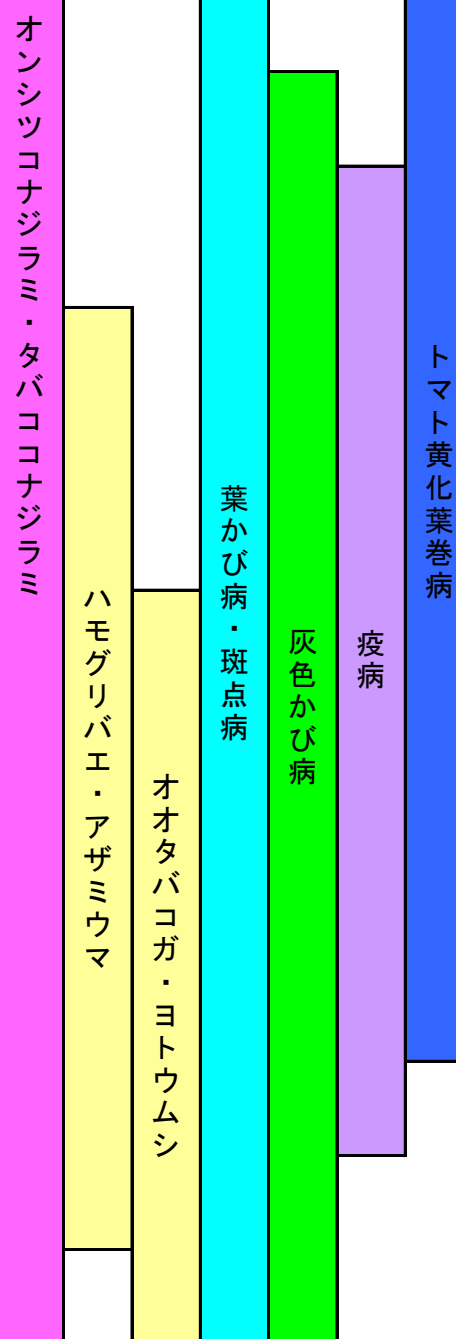 オンシツコナジラミ・タバココナジラミ
ハモグリバエ・アザミウマ
オオタバコガ・ヨトウムシ
葉かび病・斑点病
灰色かび病
疫病
トマト黄化葉巻病